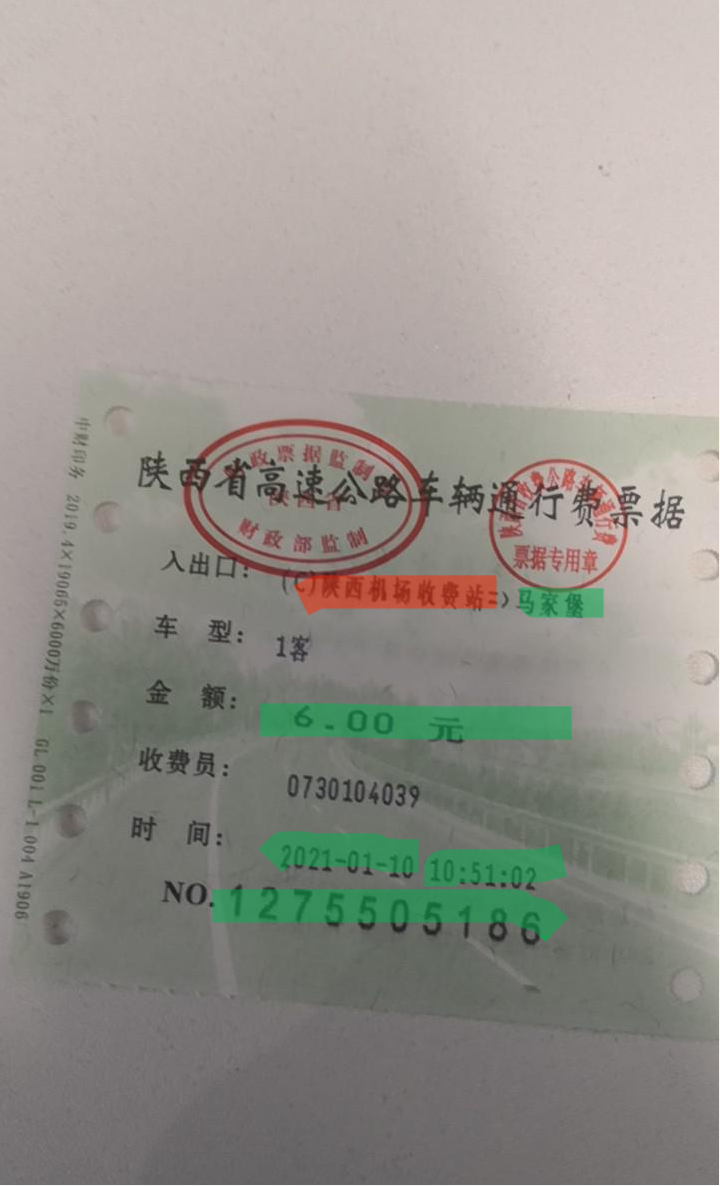 陕西省高速公路车辆通行费票据
财政票据监制
陕西省
财政部监制
票据专用章
入出口: (C)陕西机场收费站=>马家堡
车 型: 1客
金 额: 6.00 元
收费员: 0730104039
时 间: 2021-01-10 10:51:02
NO. 1275505186
中财印务 2019.4×19065×6000万份×1 GL 001 L-1 004 A1906